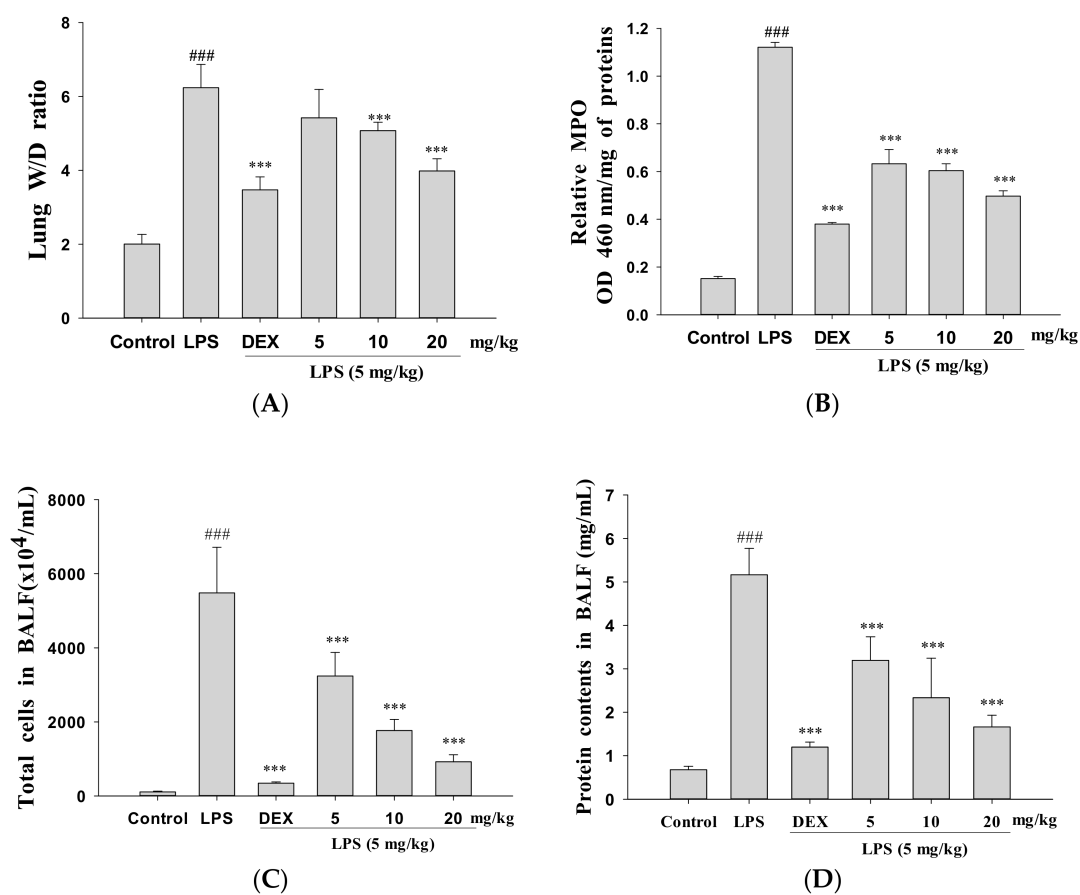 Lung W/D ratio
8
6
4
2
0
###
***
***
***
Control LPS DEX 5 10 20 mg/kg
LPS (5 mg/kg)
(A)
Relative MPO
OD 460 nm/mg of proteins
1.2
1.0
0.8
0.6
0.4
0.2
0.0
###
***
***
***
***
Control LPS DEX 5 10 20 mg/kg
LPS (5 mg/kg)
(B)
Total cells in BALF(x10⁴/mL)
8000
6000
4000
2000
0
###
***
***
***
***
Control LPS DEX 5 10 20 mg/kg
LPS (5 mg/kg)
(C)
Protein contents in BALF (mg/mL)
7
6
5
4
3
2
1
0
###
***
***
***
***
Control LPS DEX 5 10 20 mg/kg
LPS (5 mg/kg)
(D)